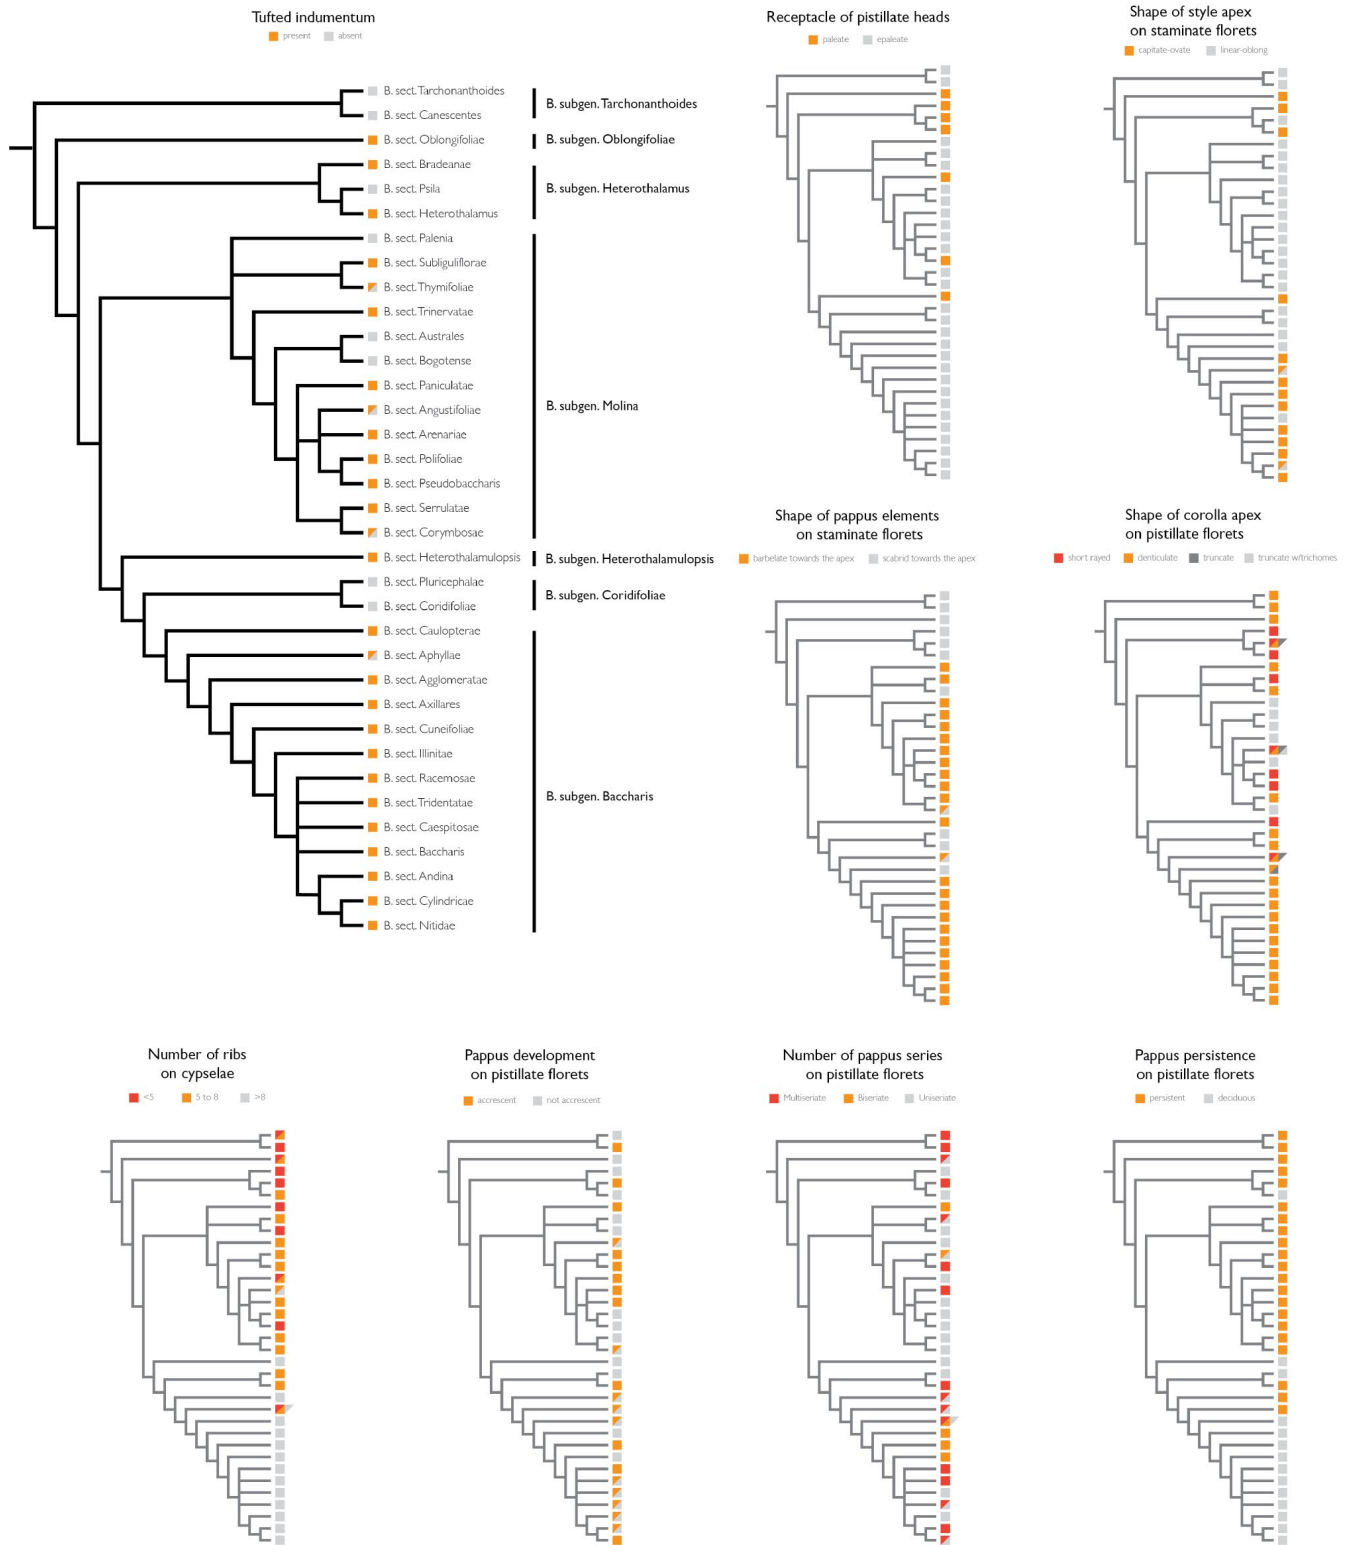 Tufted indumentum
present absent
B. sect. Tarchonanthoides
B. sect. Canescentes
B. sect. Oblongifoliae
B. sect. Bradeanae
B. sect. Psila
B. sect. Heterothalamus
B. sect. Palenia
B. sect. Subliguliflorae
B. sect. Thymifoliae
B. sect. Trinervatae
B. sect. Australes
B. sect. Bogotense
B. sect. Paniculatae
B. sect. Angustifoliae
B. sect. Arenariae
B. sect. Polifoliae
B. sect. Pseudobaccharis
B. sect. Serrulatae
B. sect. Corymbosae
B. sect. Heterothalamulopsis
B. sect. Pluricephalae
B. sect. Coridifoliae
B. sect. Caulopterae
B. sect. Aphyllae
B. sect. Agglomeratae
B. sect. Axillares
B. sect. Cuneifoliae
B. sect. Illinitae
B. sect. Racemosae
B. sect. Tridentatae
B. sect. Caespitosae
B. sect. Baccharis
B. sect. Andina
B. sect. Cylindricae
B. sect. Nitidae
B. subgen. Tarchonanthoides
B. subgen. Oblongifoliae
B. subgen. Heterothalamus
B. subgen. Molina
B. subgen. Heterothalamulopsis
B. subgen. Coridifoliae
B. subgen. Baccharis
Receptacle of pistillate heads
paleate epaleate
Shape of style apex
on staminate florets
capitate-ovate linear-oblong
Shape of pappus elements
on staminate florets
barbelate towards the apex scabrid towards the apex
Shape of corolla apex
on pistillate florets
short rayed denticulate truncate truncate w/trichomes
Number of ribs
on cypselae
<5 5 to 8 >8
Pappus development
on pistillate florets
accrescent not accrescent
Number of pappus series
on pistillate florets
Multiseriate Biseriate Uniseriate
Pappus persistence
on pistillate florets
persistent deciduous